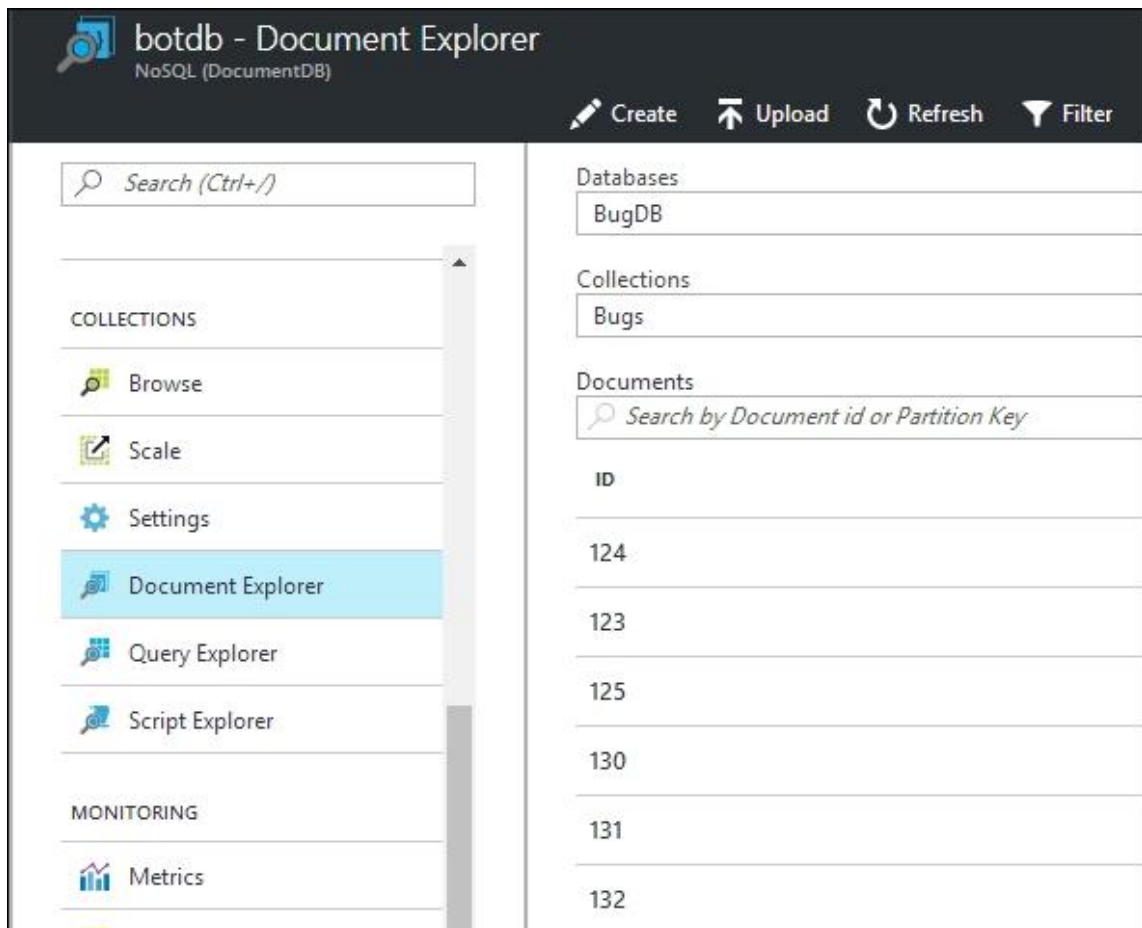 botdb - Document Explorer
NoSQL (DocumentDB)
Create Upload Refresh Filter
Search (Ctrl+/)
COLLECTIONS
Browse
Scale
Settings
Document Explorer
Query Explorer
Script Explorer
MONITORING
Metrics
Databases
BugDB
Collections
Bugs
Documents
Search by Document id or Partition Key
ID
124
123
125
130
131
132